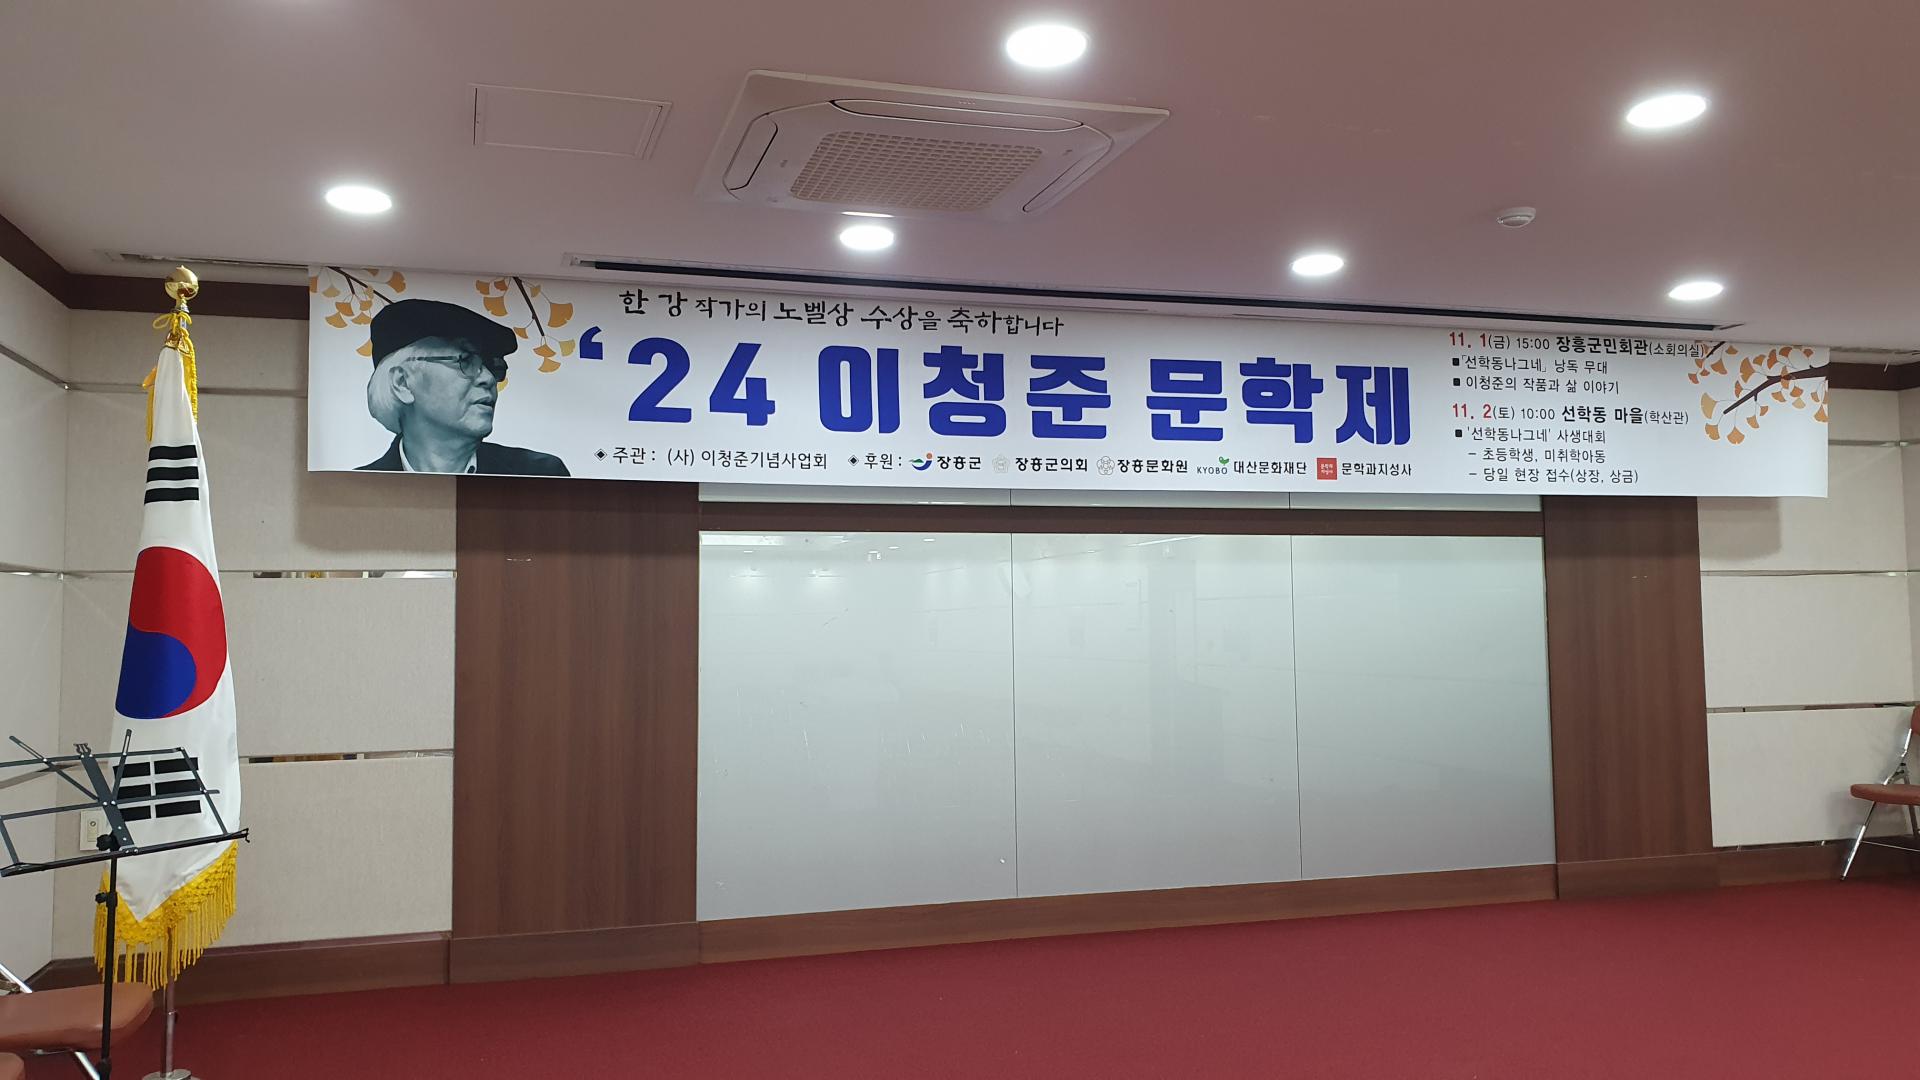 한 강 작가의 노벨상 수상을 축하합니다
‘24 이청준 문학제
◈ 주관 : (사) 이청준기념사업회 ◈ 후원 : 장흥군 장흥군의회 장흥문화원 KYOBO 대산문화재단 문학과지성사
11. 1(금) 15:00 장흥군민회관(소회의실)
■「선학동나그네」 낭독 무대
■ 이청준의 작품과 삶 이야기
11. 2(토) 10:00 선학동 마을(학산관)
■ '선학동나그네' 사생대회
- 초등학생, 미취학아동
- 당일 현장 접수(상장, 상금)